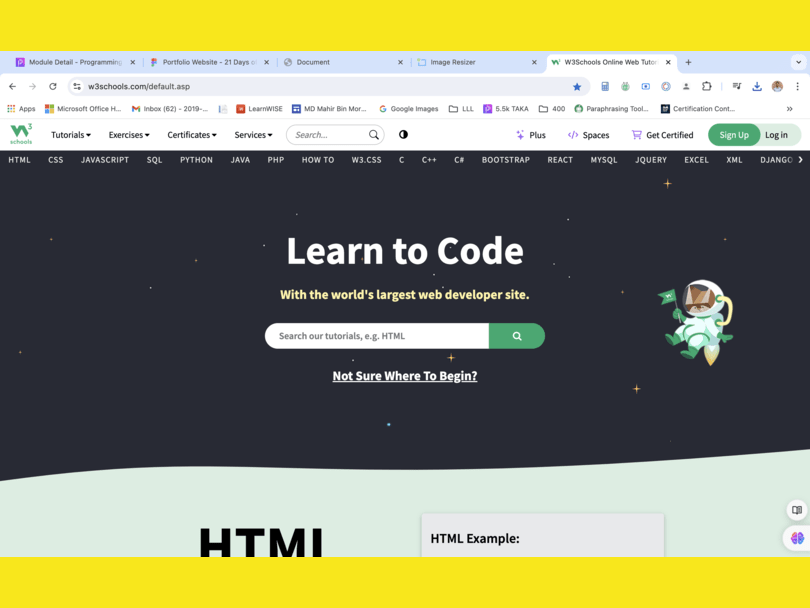 Module Detail - Programming
Portfolio Website - 21 Days o
Document
Image Resizer
W3Schools Online Web Tutor
w3schools.com/default.asp
Apps
Microsoft Office H...
Inbox (62) - 2019-...
LearnWISE
MD Mahir Bin Mor...
Google Images
LLL
5.5k TAKA
400
Paraphrasing Tool...
Certification Cont...
W3
schools
Tutorials
Exercises
Certificates
Services
Search...
Plus
Spaces
Get Certified
Sign Up
Log in
HTML CSS JAVASCRIPT SQL PYTHON JAVA PHP HOW TO W3.CSS C C++ C# BOOTSTRAP REACT MYSQL JQUERY EXCEL XML DJANGO
Learn to Code
With the world's largest web developer site.
Search our tutorials, e.g. HTML
Not Sure Where To Begin?
HTML
HTML Example: